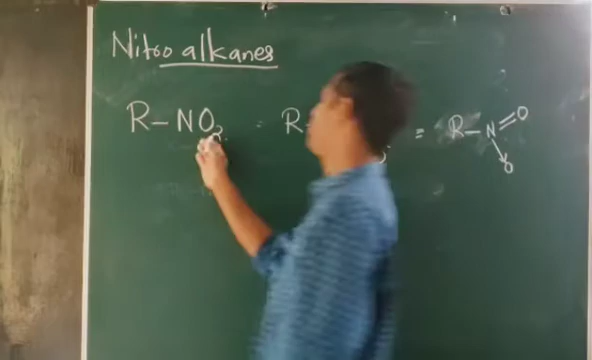 Nitro alkanes
R-NO2 = R = R-N=O
O